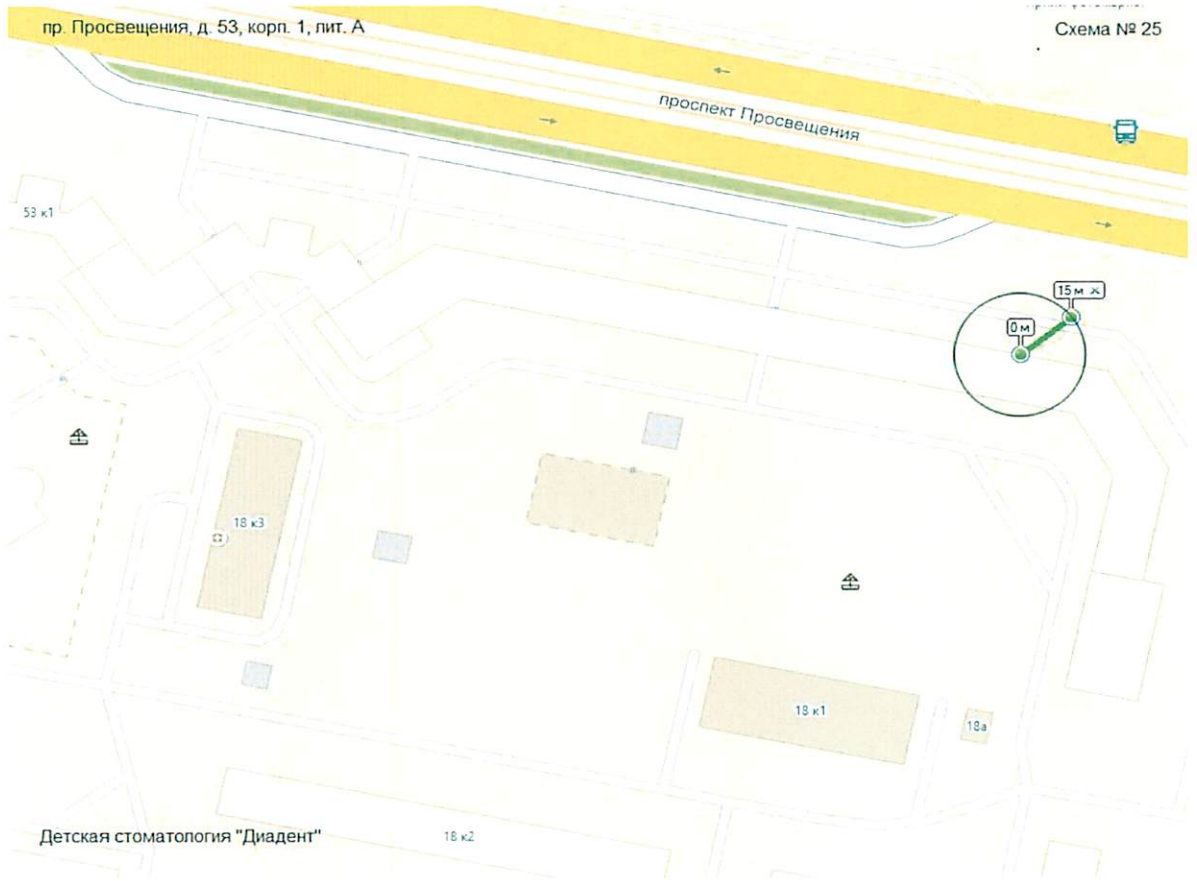 пр. Просвещения, д. 53, корп. 1, лит. А
Схема № 25
проспект Просвещения
53 к1
15 м
0 м
18 к3
18 к1
18а
18 к2
Детская стоматология "Диадент"